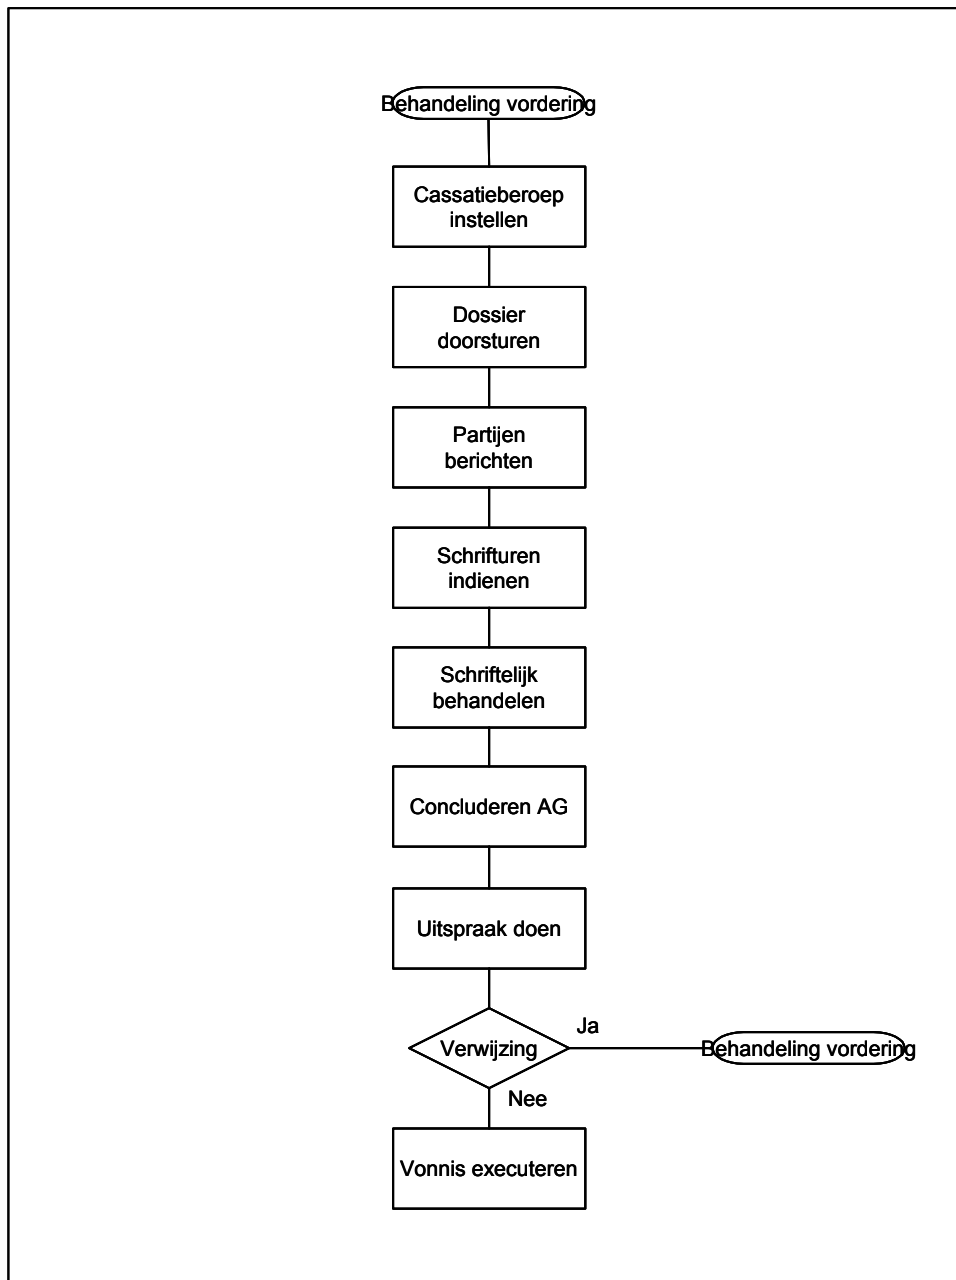 Behandeling vordering
Cassatieberoep
instellen
Dossier
doorsturen
Partijen
berichten
Schrifturen
indienen
Schriftelijk
behandelen
Concluderen AG
Uitspraak doen
Ja
Verwijzing
Behandeling vordering
Nee
Vonnis executeren